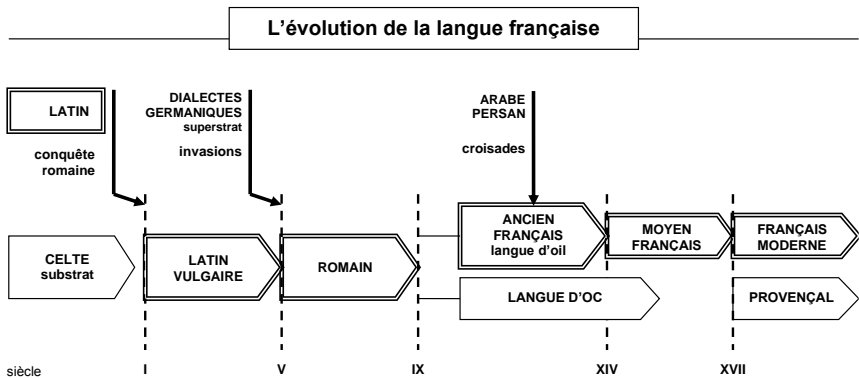 L'évolution de la langue française
LATIN
conquête
romaine
DIALECTES
GERMANIQUES
superstrat
invasions
ARABE
PERSAN
croisades
CELTE
substrat
LATIN
VULGAIRE
ROMAIN
ANCIEN
FRANÇAIS
langue d'oil
MOYEN
FRANÇAIS
FRANÇAIS
MODERNE
LANGUE D'OC
PROVENÇAL
siècle I V IX XIV XVII